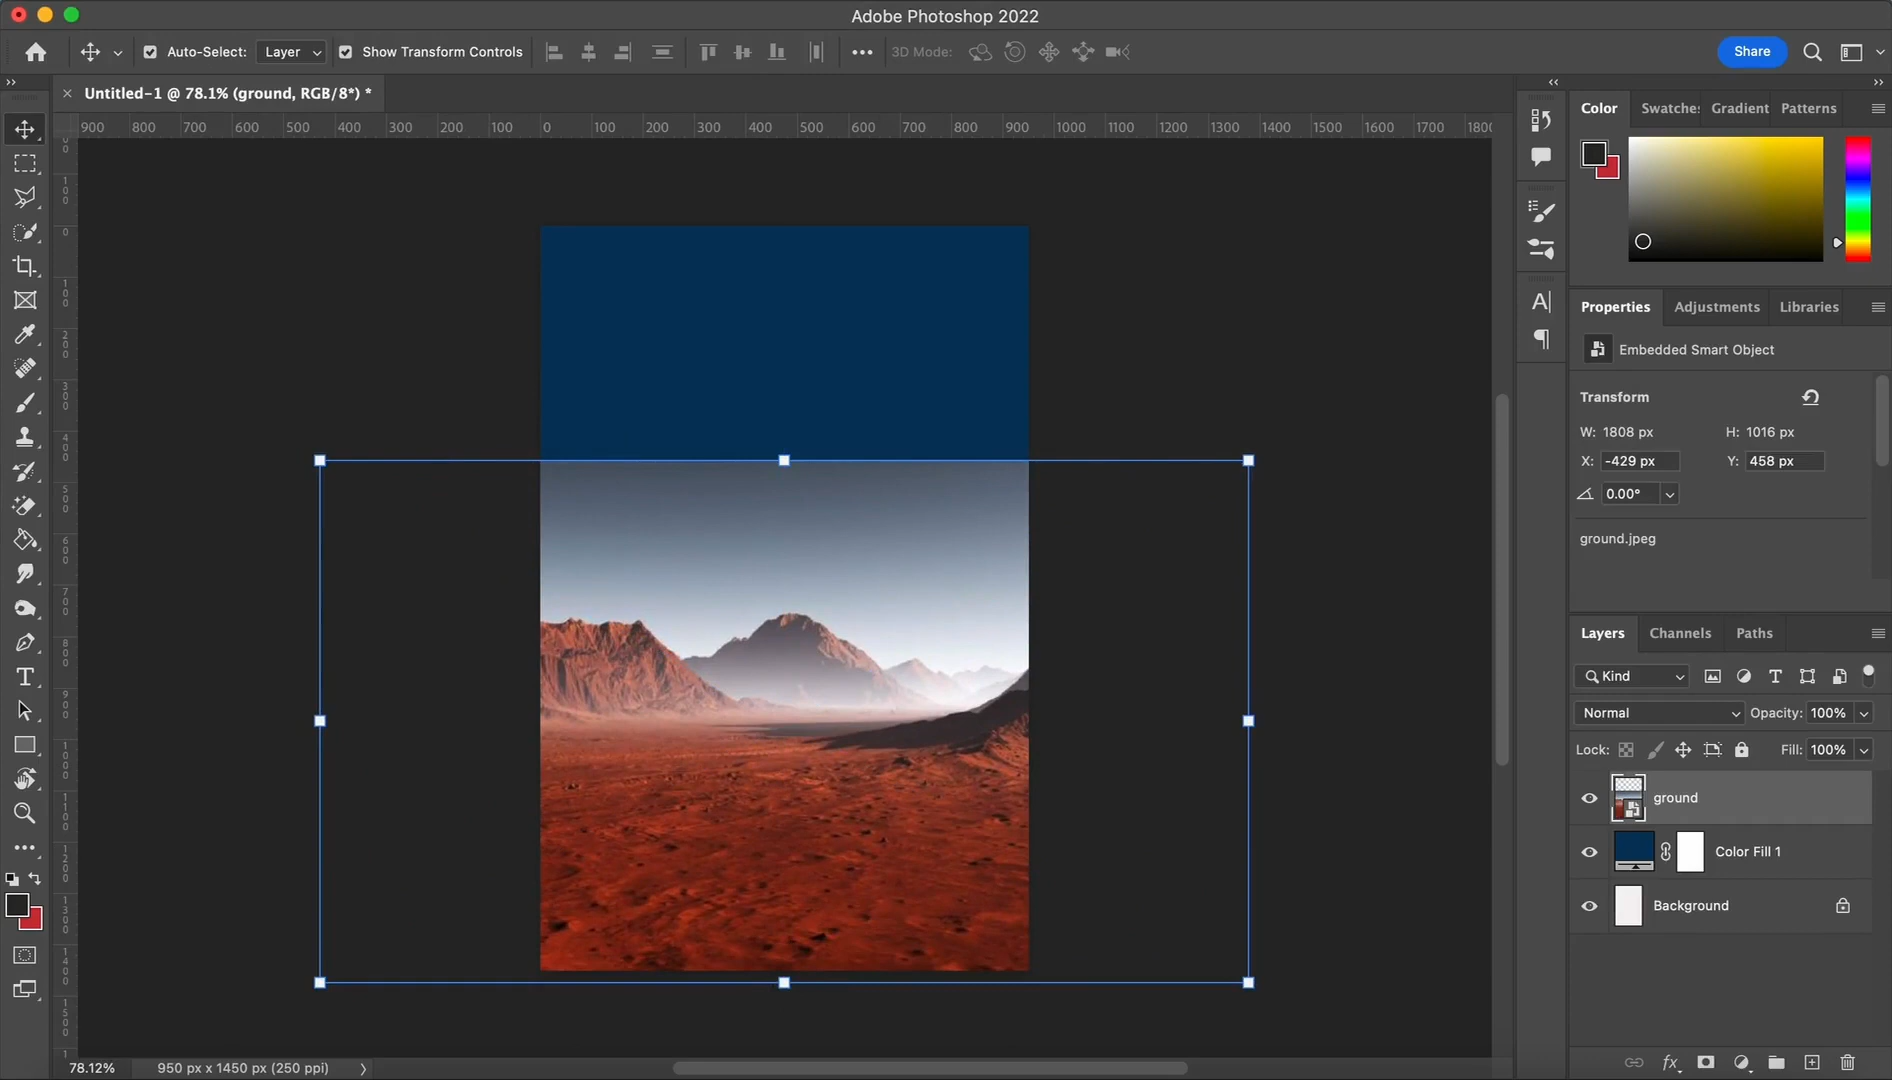 Adobe Photoshop 2022
Auto-Select: Layer Show Transform Controls 3D Mode: Share
Untitled-1 @ 78.1% (ground, RGB/8*) *
900 800 700 600 500 400 300 200 100 0 100 200 300 400 500 600 700 800 900 1000 1100 1200 1300 1400 1500 1600 1700 1800
0
100
0
100
200
300
400
500
600
700
800
900
1000
1100
1200
1300
1400
1500
1
Color Swatches Gradient Patterns
Properties Adjustments Libraries
Embedded Smart Object
Transform
W: 1808 px H: 1016 px
X: -429 px Y: 458 px
0.00°
ground.jpeg
Layers Channels Paths
Kind
Normal Opacity: 100%
Lock: Fill: 100%
ground
Color Fill 1
Background
78.12% 950 px x 1450 px (250 ppi)